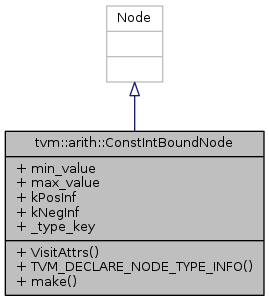 Node
tvm::arith::ConstIntBoundNode
+ min_value
+ max_value
+ kPosInf
+ kNegInf
+ _type_key
+ VisitAttrs()
+ TVM_DECLARE_NODE_TYPE_INFO()
+ make()